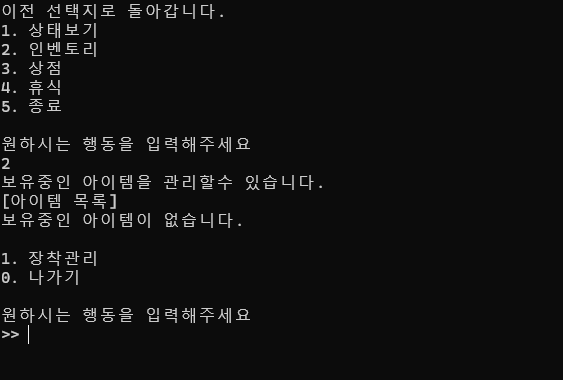 이전 선택지로 돌아갑니다.
1. 상태보기
2. 인벤토리
3. 상점
4. 휴식
5. 종료
원하시는 행동을 입력해주세요
2
보유중인 아이템을 관리할수 있습니다.
[아이템 목록]
보유중인 아이템이 없습니다.
1. 장착관리
0. 나가기
원하시는 행동을 입력해주세요
>>